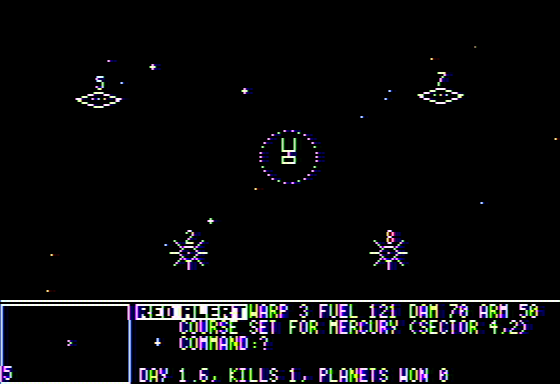 5
7
2
8
RED ALERT WARP 3 FUEL 121 DAM 70 ARM 50
COURSE SET FOR MERCURY (SECTOR 4,2)
COMMAND:?
5
DAY 1.6, KILLS 1, PLANETS WON 0